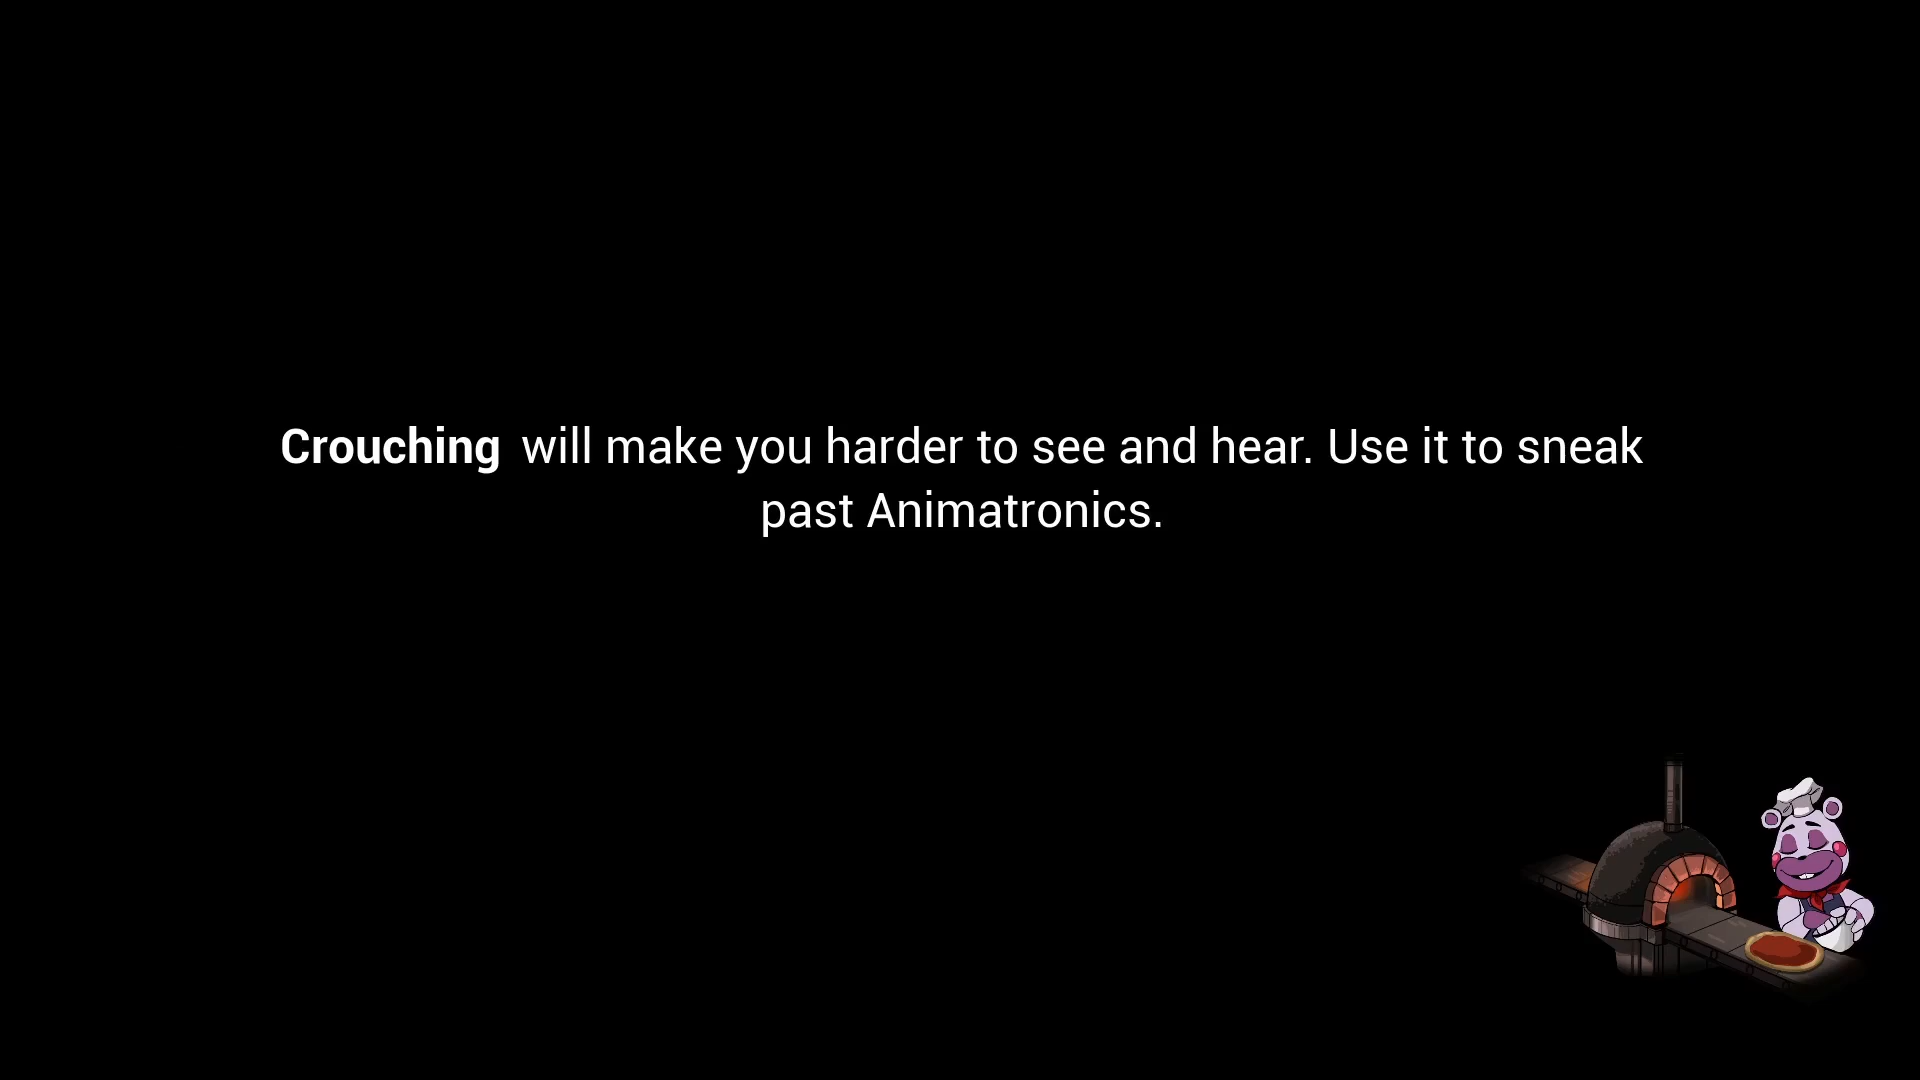 Crouching will make you harder to see and hear. Use it to sneak
past Animatronics.